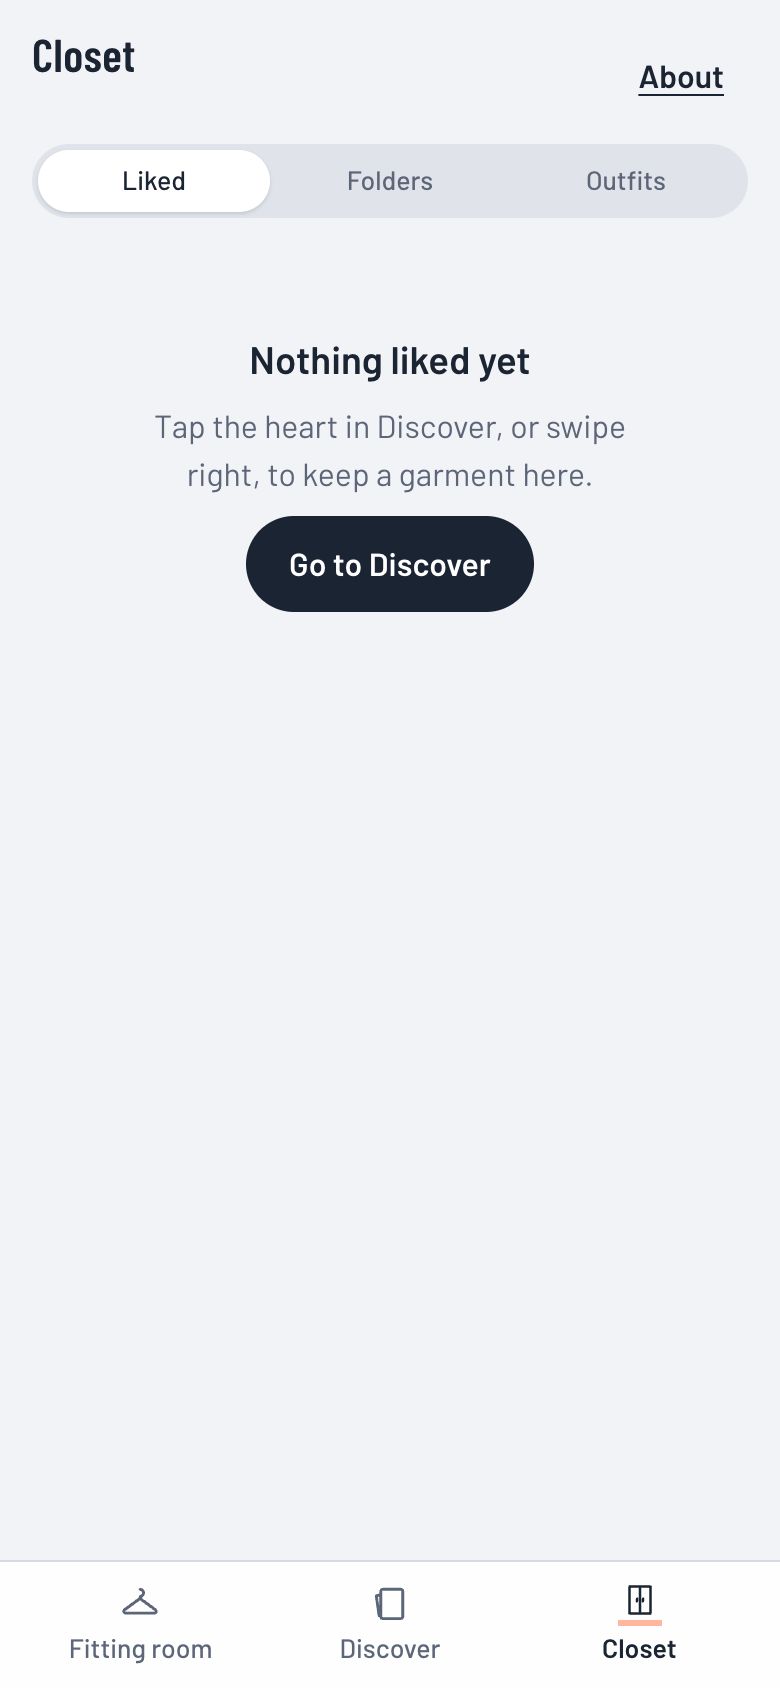 Closet
About
Liked
Folders
Outfits
Nothing liked yet
Tap the heart in Discover, or swipe
right, to keep a garment here.
Go to Discover
Fitting room
Discover
Closet